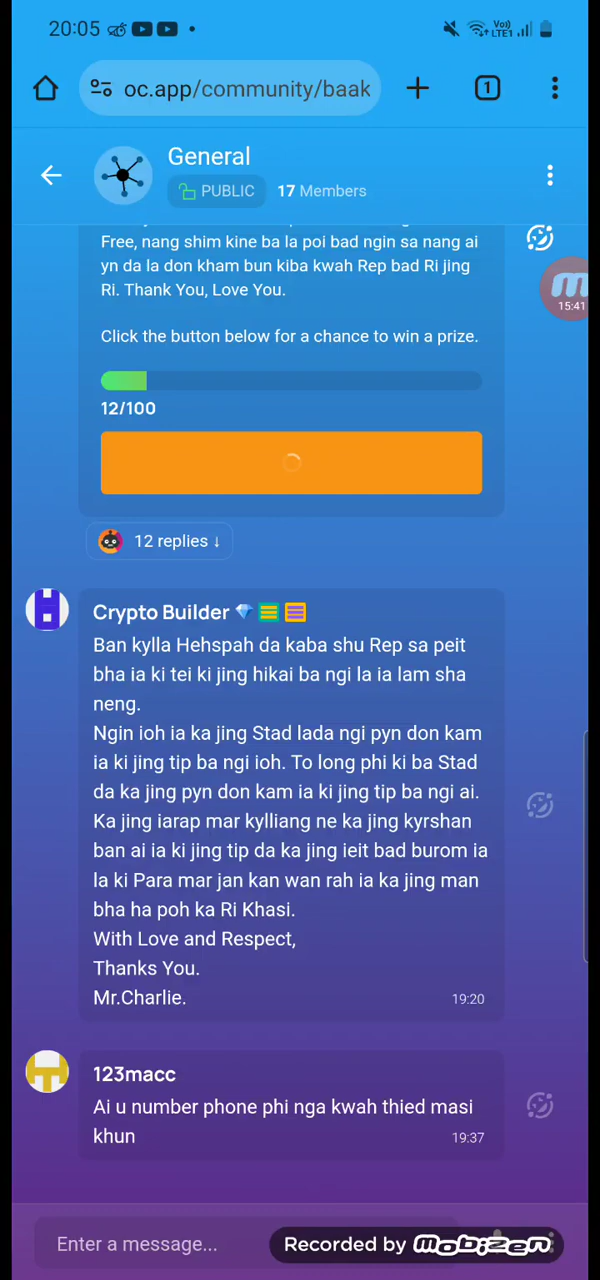 20:05
Vo))
LTE1
oc.app/community/baak
1
General
PUBLIC
17 Members
Free, nang shim kine ba la poi bad ngin sa nang ai
yn da la don kham bun kiba kwah Rep bad Ri jing
Ri. Thank You, Love You.
15:41
Click the button below for a chance to win a prize.
12/100
12 replies ↓
Crypto Builder
Ban kylla Hehspah da kaba shu Rep sa peit
bha ia ki tei ki jing hikai ba ngi la ia lam sha
neng.
Ngin ioh ia ka jing Stad lada ngi pyn don kam
ia ki jing tip ba ngi ioh. To long phi ki ba Stad
da ka jing pyn don kam ia ki jing tip ba ngi ai.
Ka jing iarap mar kylliang ne ka jing kyrshan
ban ai ia ki jing tip da ka jing ieit bad burom ia
la ki Para mar jan kan wan rah ia ka jing man
bha ha poh ka Ri Khasi.
With Love and Respect,
Thanks You.
Mr.Charlie.
19:20
123macc
Ai u number phone phi nga kwah thied masi
khun
19:37
Enter a message...
Recorded by mobizen